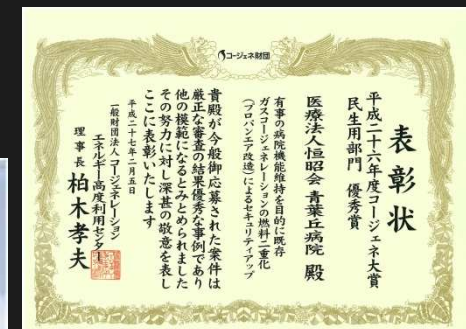 コージェネ財団
表彰状
平成二十六年度コージェネ大賞
民生用部門 優秀賞
医療法人恒昭会 青葉丘病院 殿
有事の病院機能維持を目的に既存
ガスコージェネレーションの燃料二重化
(プロパンエア改造)によるセキュリティアップ
貴殿が今般御応募された案件は
厳正な審査の結果優秀な事例であり
他の模範になるとみとめられました
その努力に対し深甚の敬意を表し
ここに表彰いたします
平成二十七年二月五日
一般財団法人コージェネレーション
エネルギー高度利用センター
理事長 柏木孝夫